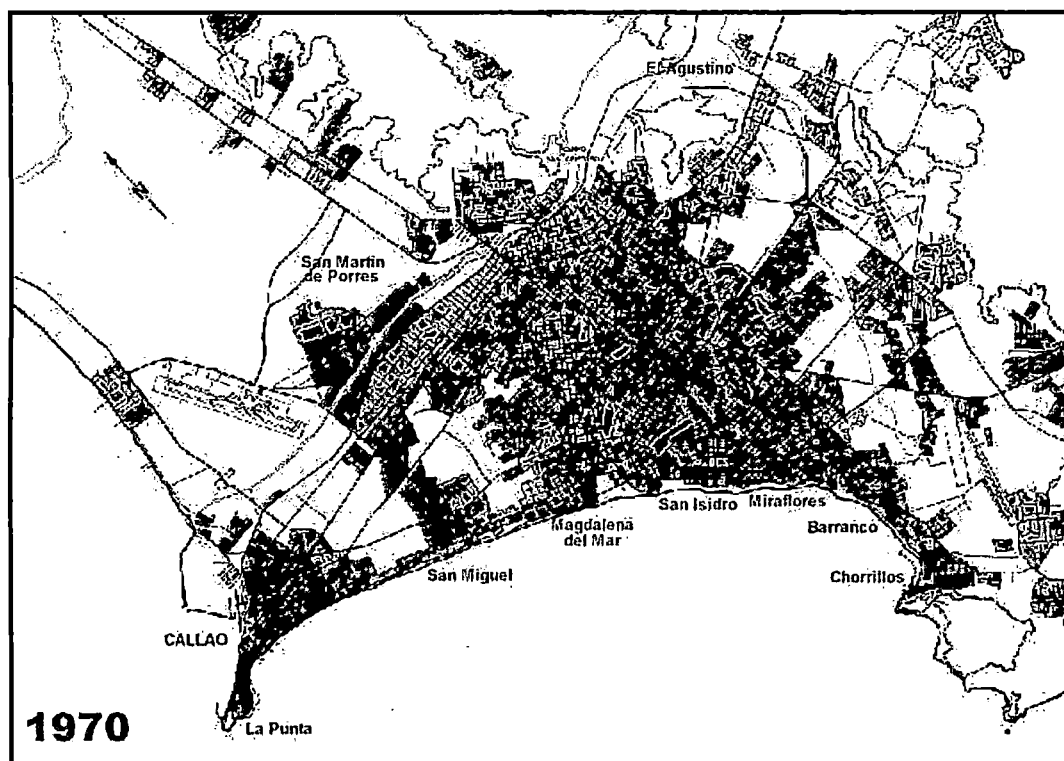 El Agustino
San Martin
de Porres
San Isidro
Miraflores
Magdalena
del Mar
Barranco
San Miguel
Chorrillos
CALLAO
1970
La Punta